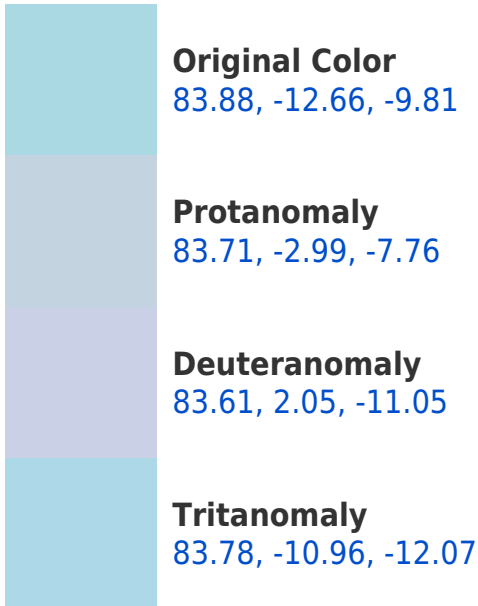 Original Color
83.88, -12.66, -9.81
Protanomaly
83.71, -2.99, -7.76
Deuteranomaly
83.61, 2.05, -11.05
Tritanomaly
83.78, -10.96, -12.07